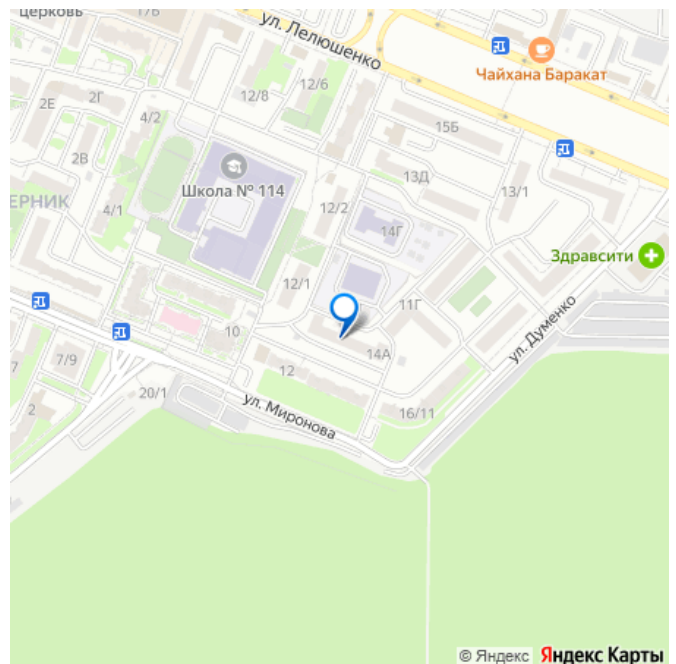 церковь
17Б
ул. Лелюшенко
Чайхана Баракат
12/6
12/8
2Г
2Е
4/2
15Б
2В
Школа № 114
13Д
13/1
ЕРНИК
4/1
12/2
14Г
Здравсити
12/1
11Г
10
ул. Думенко
7/9
7
14А
12
20/1
ул. Миронова
16/11
2
© Яндекс Яндекс Карты